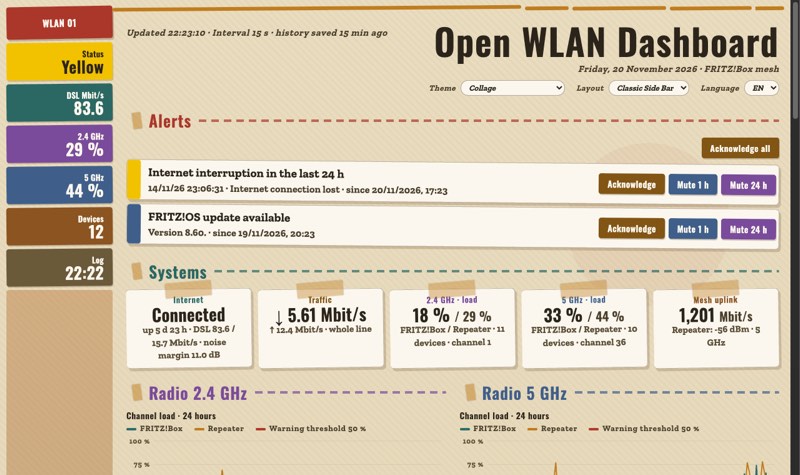 WLAN 01
Status
Yellow
DSL Mbit/s
83.6
2.4 GHz
29 %
5 GHz
44 %
Devices
12
Log
22:22
Updated 22:23:10 · Interval 15 s · history saved 15 min ago
Open WLAN Dashboard
Friday, 20 November 2026 · FRITZ!Box mesh
Theme Collage Layout Classic Side Bar Language EN
Alerts
Acknowledge all
Internet interruption in the last 24 h
14/11/26 23:06:31 · Internet connection lost · since 20/11/2026, 17:23
Acknowledge Mute 1 h Mute 24 h
FRITZ!OS update available
Version 8.60. · since 19/11/2026, 20:23
Acknowledge Mute 1 h Mute 24 h
Systems
Internet
Connected
up 5 d 23 h · DSL 83.6 /
15.7 Mbit/s · noise
margin 11.0 dB
Traffic
↓ 5.61 Mbit/s
↑ 12.4 Mbit/s · whole line
2.4 GHz · load
18 % / 29 %
FRITZ!Box / Repeater · 11
devices · channel 1
5 GHz · load
33 % / 44 %
FRITZ!Box / Repeater · 10
devices · channel 36
Mesh uplink
1,201 Mbit/s
Repeater: -56 dBm · 5
GHz
Radio 2.4 GHz
Channel load · 24 hours
FRITZ!Box Repeater Warning threshold 50 %
100 %
75 %
Radio 5 GHz
Channel load · 24 hours
FRITZ!Box Repeater Warning threshold 50 %
100 %
75 %